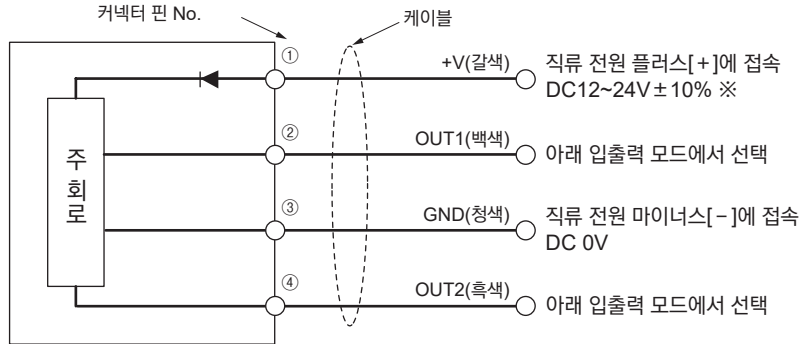 커넥터 핀 No.
케이블
①
+V(갈색)
직류 전원 플러스[+]에 접속
DC12~24V±10% ※
②
OUT1(백색)
아래 입출력 모드에서 선택
주 회로
③
GND(청색)
직류 전원 마이너스[−]에 접속
DC 0V
④
OUT2(흑색)
아래 입출력 모드에서 선택